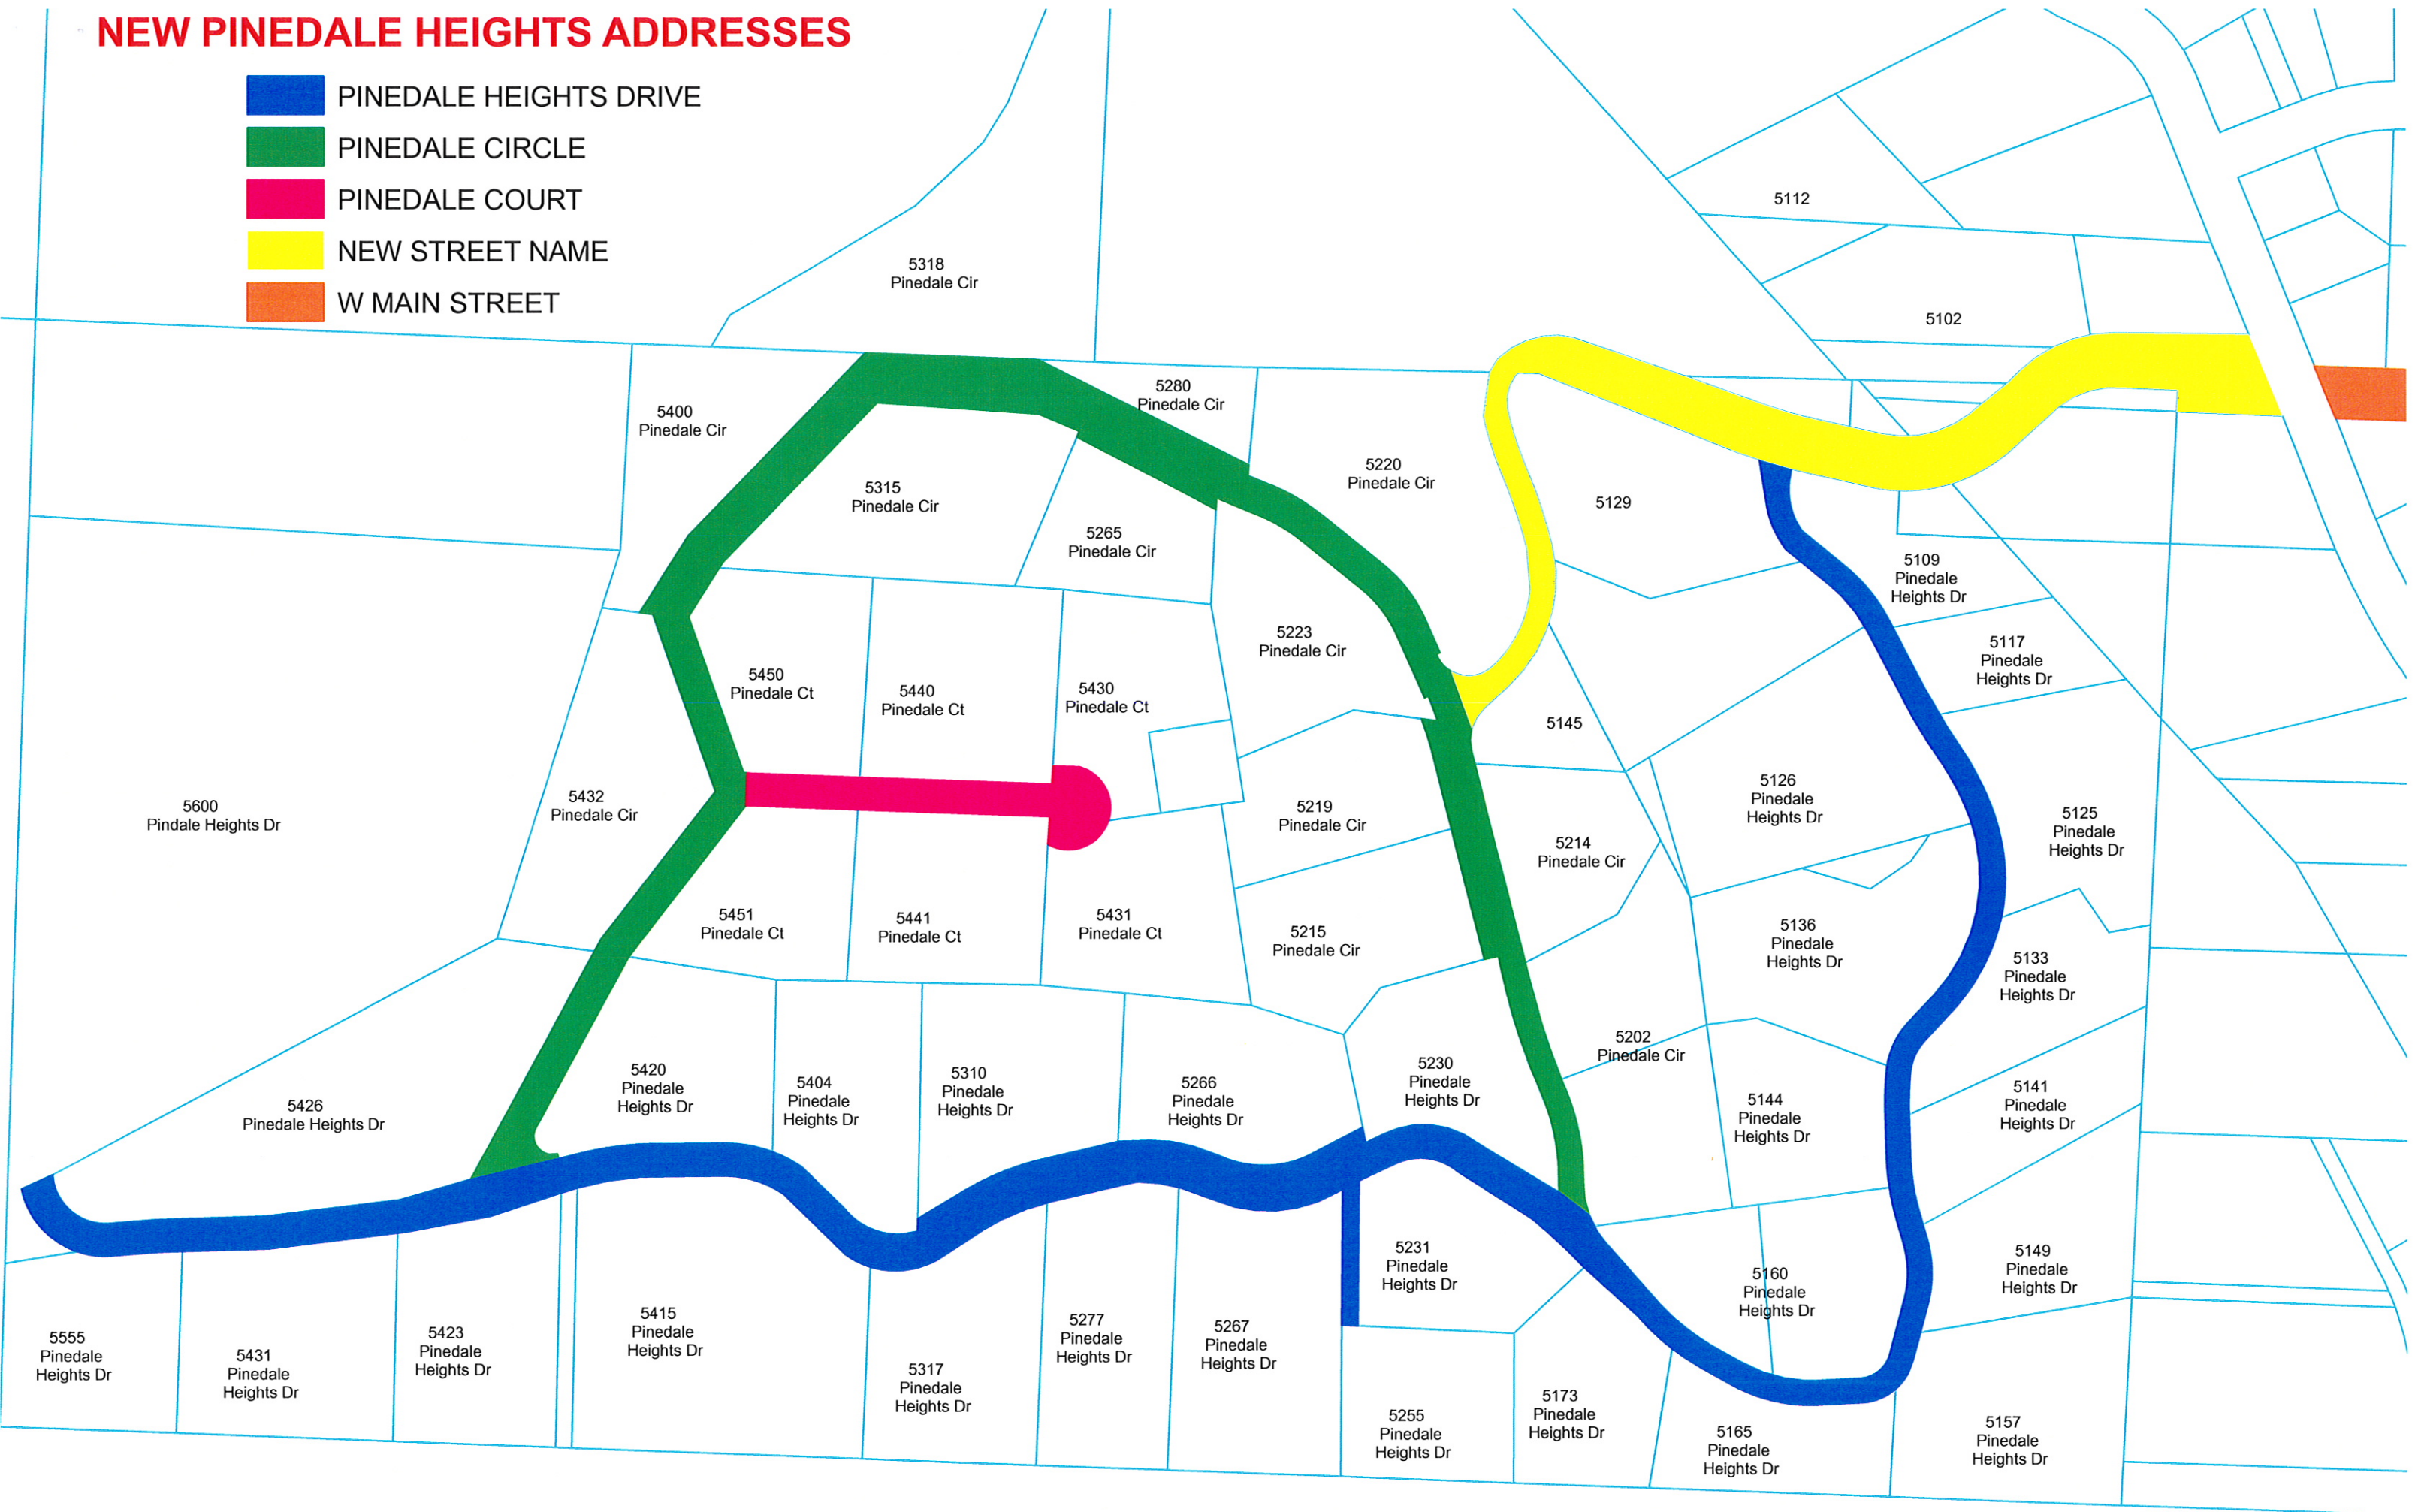 NEW PINEDALE HEIGHTS ADDRESSES
PINEDALE HEIGHTS DRIVE
PINEDALE CIRCLE
PINEDALE COURT
NEW STREET NAME
W MAIN STREET
5112
5318
Pinedale Cir
5102
5280
Pinedale Cir
5400
Pinedale Cir
5220
Pinedale Cir
5315
Pinedale Cir
5129
5265
Pinedale Cir
5109
Pinedale
Heights Dr
5223
Pinedale Cir
5117
Pinedale
Heights Dr
5450
Pinedale Ct
5440
Pinedale Ct
5430
Pinedale Ct
5145
5126
Pinedale
Heights Dr
5600
Pindale Heights Dr
5432
Pinedale Cir
5219
Pinedale Cir
5125
Pinedale
Heights Dr
5214
Pinedale Cir
5451
Pinedale Ct
5441
Pinedale Ct
5431
Pinedale Ct
5215
Pinedale Cir
5136
Pinedale
Heights Dr
5133
Pinedale
Heights Dr
5202
Pinedale Cir
5420
Pinedale
Heights Dr
5404
Pinedale
Heights Dr
5310
Pinedale
Heights Dr
5266
Pinedale
Heights Dr
5230
Pinedale
Heights Dr
5426
Pinedale Heights Dr
5144
Pinedale
Heights Dr
5141
Pinedale
Heights Dr
5231
Pinedale
Heights Dr
5160
Pinedale
Heights Dr
5149
Pinedale
Heights Dr
5555
Pinedale
Heights Dr
5431
Pinedale
Heights Dr
5423
Pinedale
Heights Dr
5415
Pinedale
Heights Dr
5317
Pinedale
Heights Dr
5277
Pinedale
Heights Dr
5267
Pinedale
Heights Dr
5255
Pinedale
Heights Dr
5173
Pinedale
Heights Dr
5165
Pinedale
Heights Dr
5157
Pinedale
Heights Dr